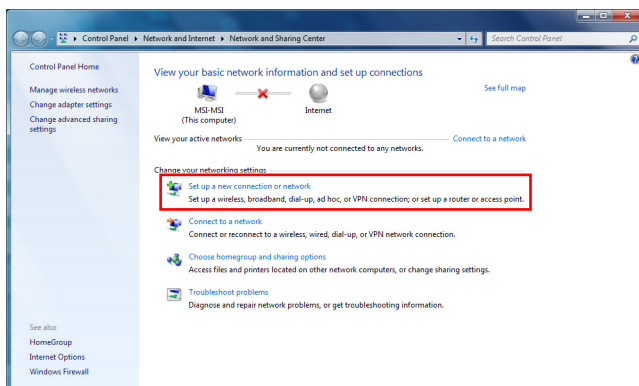 Control Panel ▸ Network and Internet ▸ Network and Sharing Center
Search Control Panel
Control Panel Home
Manage wireless networks
Change adapter settings
Change advanced sharing
settings
See also
HomeGroup
Internet Options
Windows Firewall
View your basic network information and set up connections
See full map
MSI-MSI
(This computer)
Internet
View your active networks
Connect to a network
You are currently not connected to any networks.
Change your networking settings
Set up a new connection or network
Set up a wireless, broadband, dial-up, ad hoc, or VPN connection; or set up a router or access point.
Connect to a network
Connect or reconnect to a wireless, wired, dial-up, or VPN network connection.
Choose homegroup and sharing options
Access files and printers located on other network computers, or change sharing settings.
Troubleshoot problems
Diagnose and repair network problems, or get troubleshooting information.